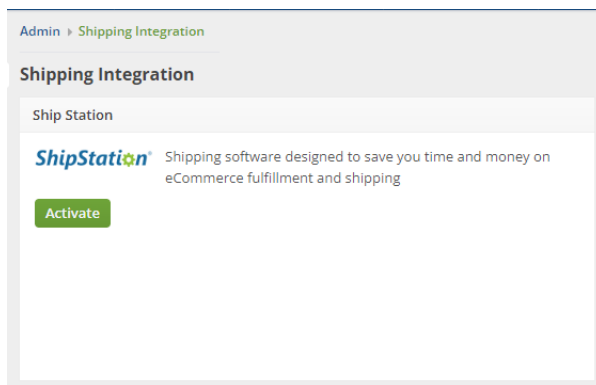 Admin › Shipping Integration
Shipping Integration
Ship Station
ShipStation® Shipping software designed to save you time and money on
eCommerce fulfillment and shipping
Activate